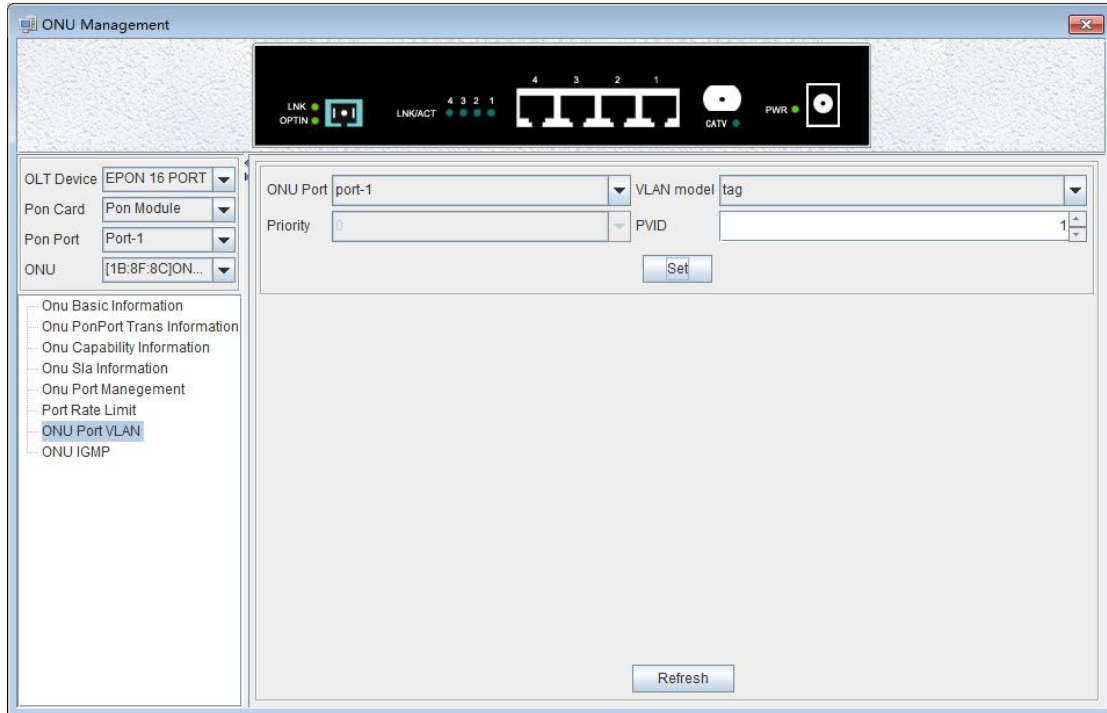 ONU Management
4 3 2 1
LNK
OPTIN
LNK/ACT
4 3 2 1
CATV
PWR
OLT Device EPON 16 PORT
Pon Card Pon Module
Pon Port Port-1
ONU [1B:8F:8C]ON...
Onu Basic Information
Onu PonPort Trans Information
Onu Capability Information
Onu Sla Information
Onu Port Manegement
Port Rate Limit
ONU Port VLAN
ONU IGMP
ONU Port port-1 VLAN model tag
Priority 0 PVID 1
Set
Refresh